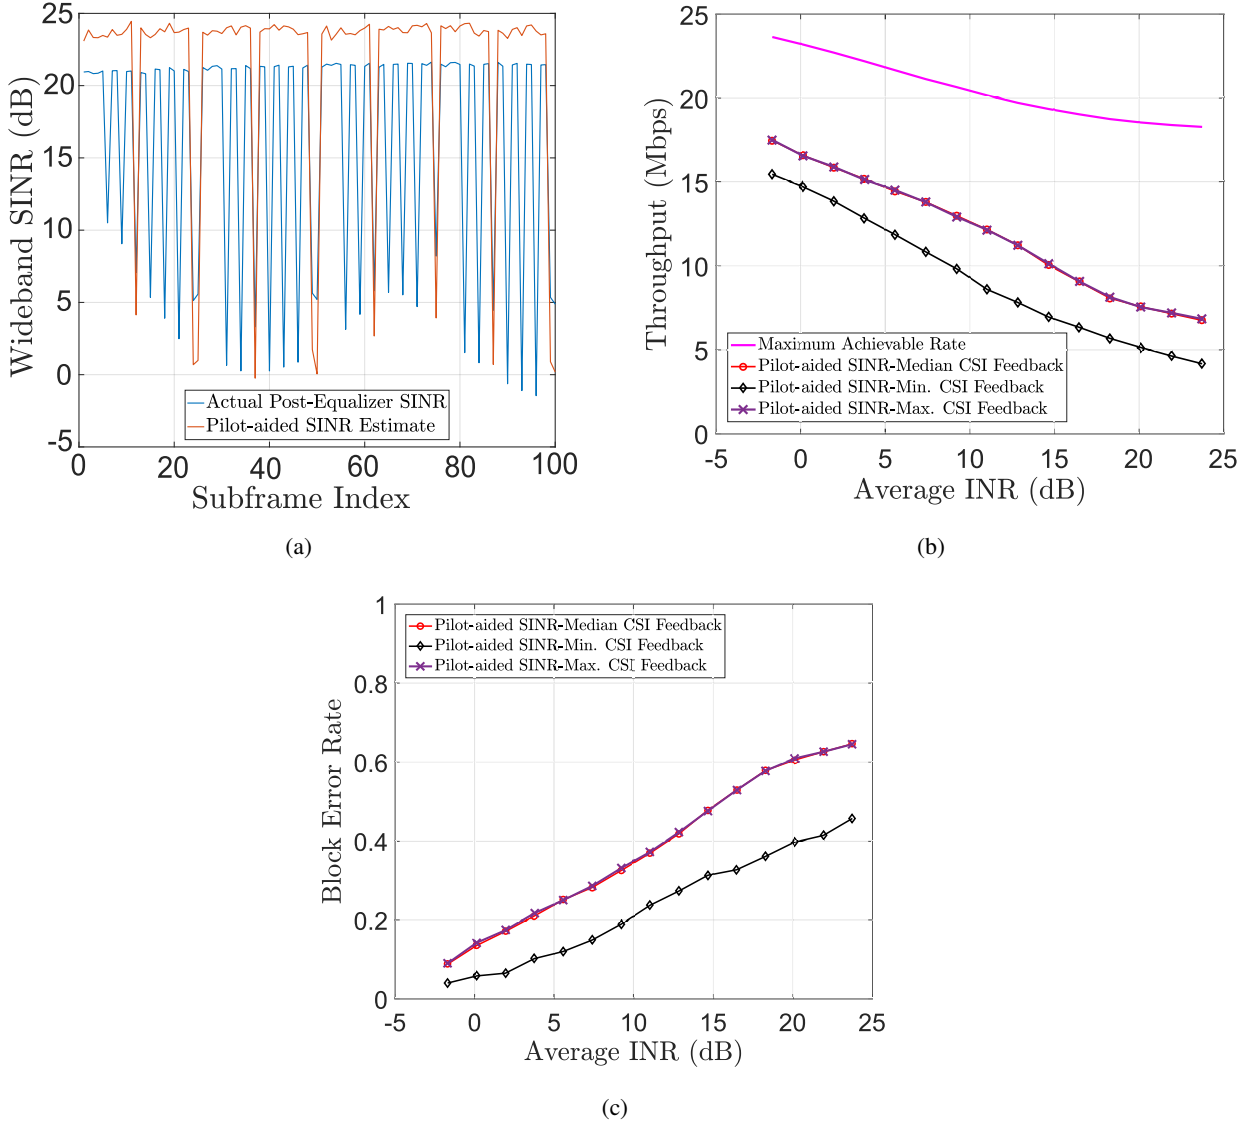 25
20
15
10
5
0
-5
Wideband SINR (dB)
Actual Post-Equalizer SINR
Pilot-aided SINR Estimate
0 20 40 60 80 100
Subframe Index
(a)
25
20
15
10
5
0
Throughput (Mbps)
Maximum Achievable Rate
Pilot-aided SINR-Median CSI Feedback
Pilot-aided SINR-Min. CSI Feedback
Pilot-aided SINR-Max. CSI Feedback
-5 0 5 10 15 20 25
Average INR (dB)
(b)
1
0.8
0.6
0.4
0.2
0
Block Error Rate
Pilot-aided SINR-Median CSI Feedback
Pilot-aided SINR-Min. CSI Feedback
Pilot-aided SINR-Max. CSI Feedback
-5 0 5 10 15 20 25
Average INR (dB)
(c)